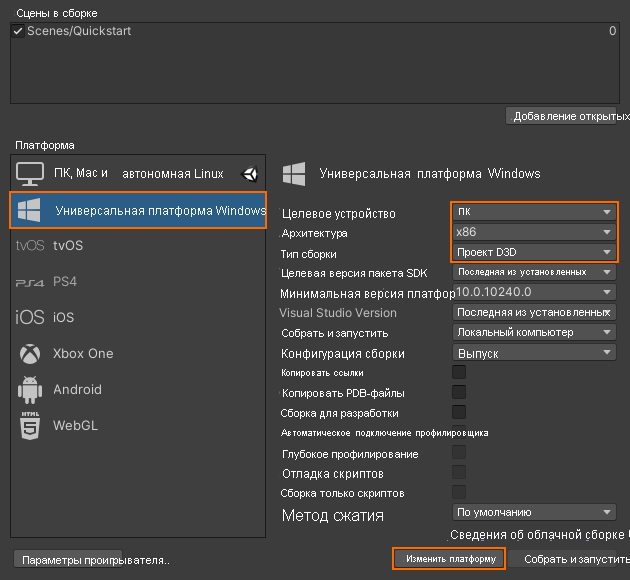 Сцены в сборке
Scenes/Quickstart 0
Добавление открытых
Платформа
ПК, Mac и автономная Linux
Универсальная платформа Windows
tvOS tvOS
PS4 PS4
iOS iOS
Xbox One
Android
HTML 5 WebGL
Универсальная платформа Windows
Целевое устройство ПК
Архитектура x86
Тип сборки Проект D3D
Целевая версия пакета SDK Последняя из установленных
Минимальная версия платфор 10.0.10240.0
Visual Studio Version Последняя из установленных
Собрать и запустить Локальный компьютер
Конфигурация сборки Выпуск
Копировать ссылки
Копировать PDB-файлы
Сборка для разработки
Автоматическое подключение профилировщика
Глубокое профилирование
Отладка скриптов
Сборка только скриптов
Метод сжатия По умолчанию
Сведения об облачной сборке
Параметры проигрывателя.. Изменить платформу Собрать и запустить